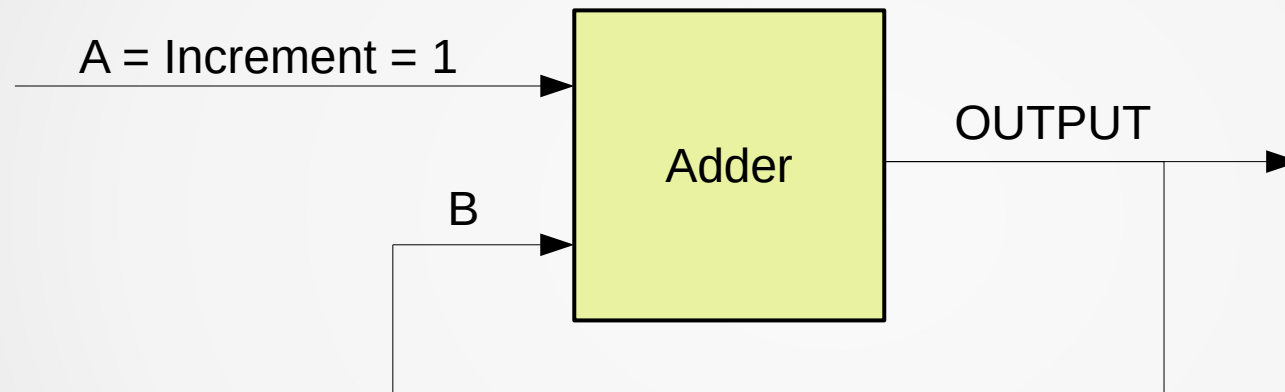 A = Increment = 1
OUTPUT
Adder
B